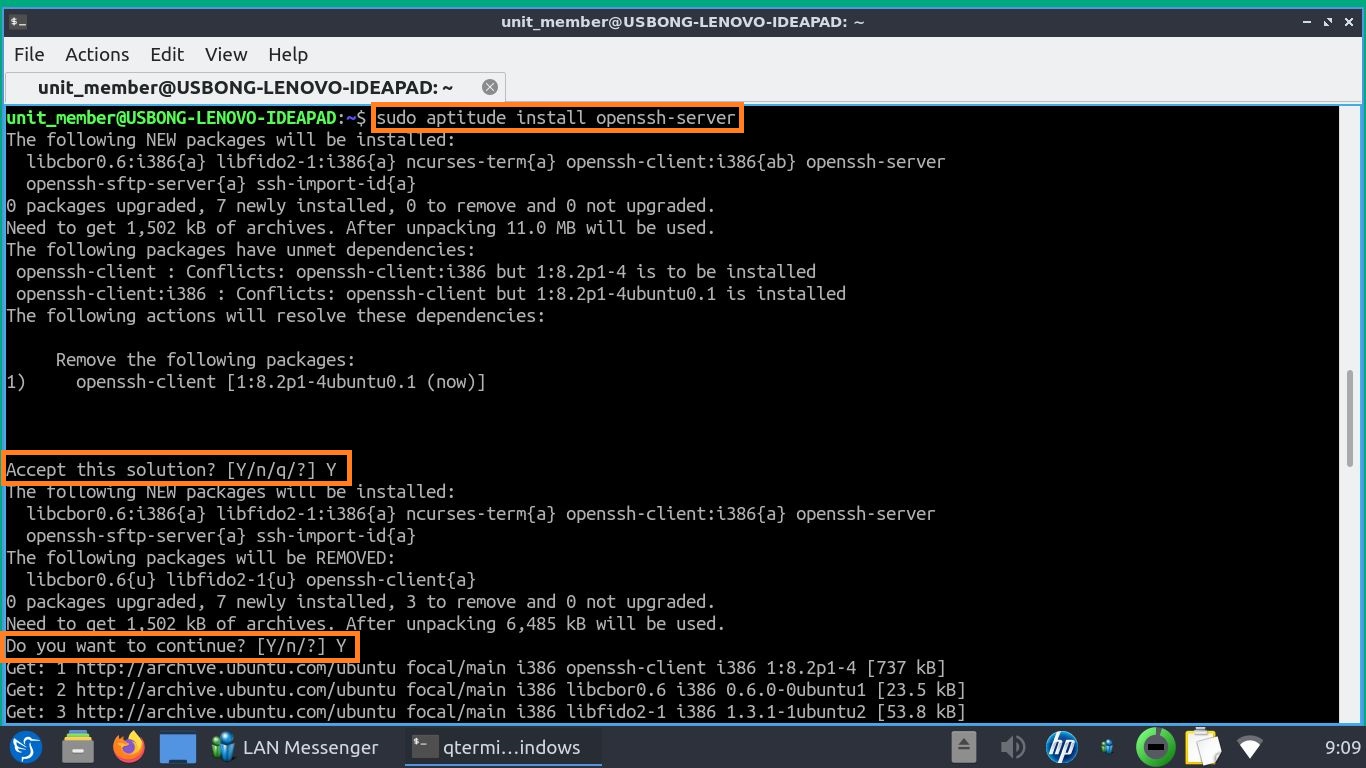 unit_member@USBONG-LENOVO-IDEAPAD: ~
File Actions Edit View Help
unit_member@USBONG-LENOVO-IDEAPAD: ~
unit_member@USBONG-LENOVO-IDEAPAD:~$ sudo aptitude install openssh-server
The following NEW packages will be installed:
  libcbor0.6:i386{a} libfido2-1:i386{a} ncurses-term{a} openssh-client:i386{ab} openssh-server
  openssh-sftp-server{a} ssh-import-id{a}
0 packages upgraded, 7 newly installed, 0 to remove and 0 not upgraded.
Need to get 1,502 kB of archives. After unpacking 11.0 MB will be used.
The following packages have unmet dependencies:
 openssh-client : Conflicts: openssh-client:i386 but 1:8.2p1-4 is to be installed
 openssh-client:i386 : Conflicts: openssh-client but 1:8.2p1-4ubuntu0.1 is installed
The following actions will resolve these dependencies:
     Remove the following packages:
1)     openssh-client [1:8.2p1-4ubuntu0.1 (now)]
Accept this solution? [Y/n/q/?] Y
The following NEW packages will be installed:
  libcbor0.6:i386{a} libfido2-1:i386{a} ncurses-term{a} openssh-client:i386{a} openssh-server
  openssh-sftp-server{a} ssh-import-id{a}
The following packages will be REMOVED:
  libcbor0.6{u} libfido2-1{u} openssh-client{a}
0 packages upgraded, 7 newly installed, 3 to remove and 0 not upgraded.
Need to get 1,502 kB of archives. After unpacking 6,485 kB will be used.
Do you want to continue? [Y/n/?] Y
Get: 1 http://archive.ubuntu.com/ubuntu focal/main i386 openssh-client i386 1:8.2p1-4 [737 kB]
Get: 2 http://archive.ubuntu.com/ubuntu focal/main i386 libcbor0.6 i386 0.6.0-0ubuntu1 [23.5 kB]
Get: 3 http://archive.ubuntu.com/ubuntu focal/main i386 libfido2-1 i386 1.3.1-1ubuntu2 [53.8 kB]
LAN Messenger qtermi…indows hp 9:09